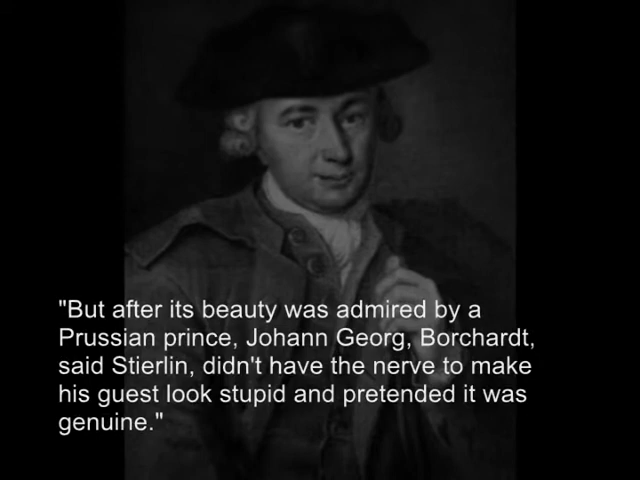 "But after its beauty was admired by a
Prussian prince, Johann Georg, Borchardt,
said Stierlin, didn't have the nerve to make
his guest look stupid and pretended it was
genuine."